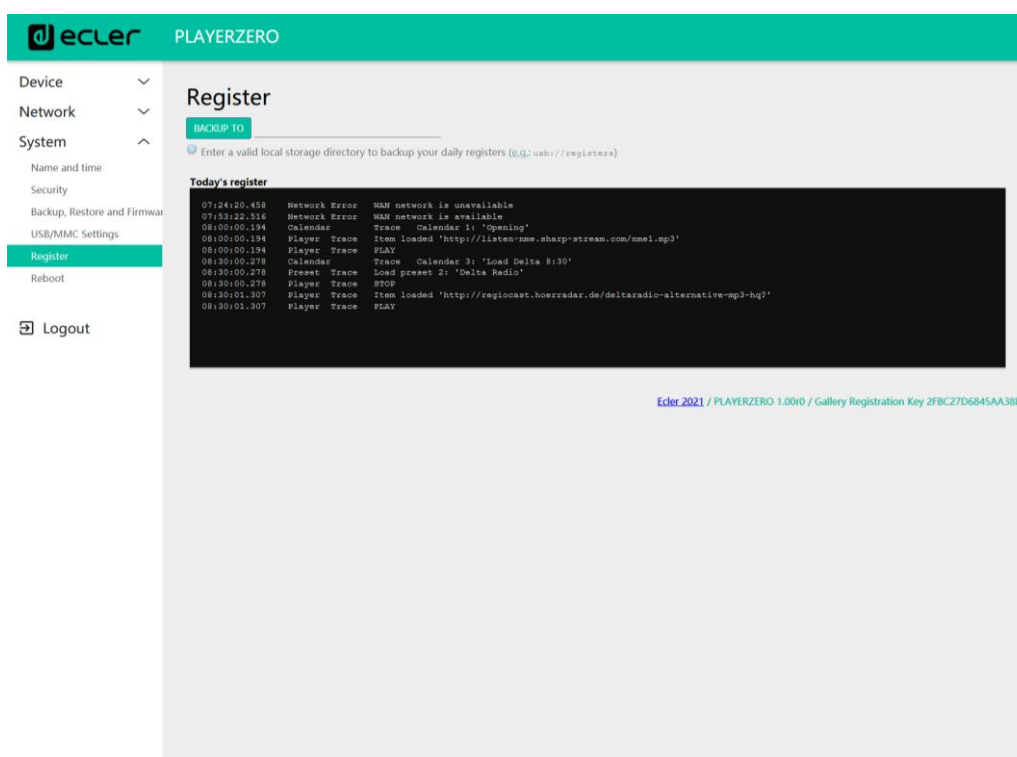 ecler
PLAYERZERO
Device
Network
System
Name and time
Security
Backup, Restore and Firmwar
USB/MMC Settings
Register
Reboot
Logout
Register
BACKUP TO
Enter a valid local storage directory to backup your daily registers (e.g.: usb://registers)
Today's register
07:24:20.458 Network Error WAN network is unavailable
07:53:22.516 Network Error WAN network is available
08:00:00.194 Calendar Trace Calendar 1: 'Opening'
08:00:00.194 Player Trace Item loaded 'http://listen-nme.sharp-stream.com/nme1.mp3'
08:00:00.194 Player Trace PLAY
08:30:00.278 Calendar Trace Calendar 3: 'Load Delta 8:30'
08:30:00.278 Preset Trace Load preset 2: 'Delta Radio'
08:30:00.278 Player Trace STOP
08:30:01.307 Player Trace Item loaded 'http://regiocast.hoerradar.de/deltaradio-alternative-mp3-hq?'
08:30:01.307 Player Trace PLAY
Ecler 2021 / PLAYERZERO 1.00r0 / Gallery Registration Key 2FBC27D6845AA38